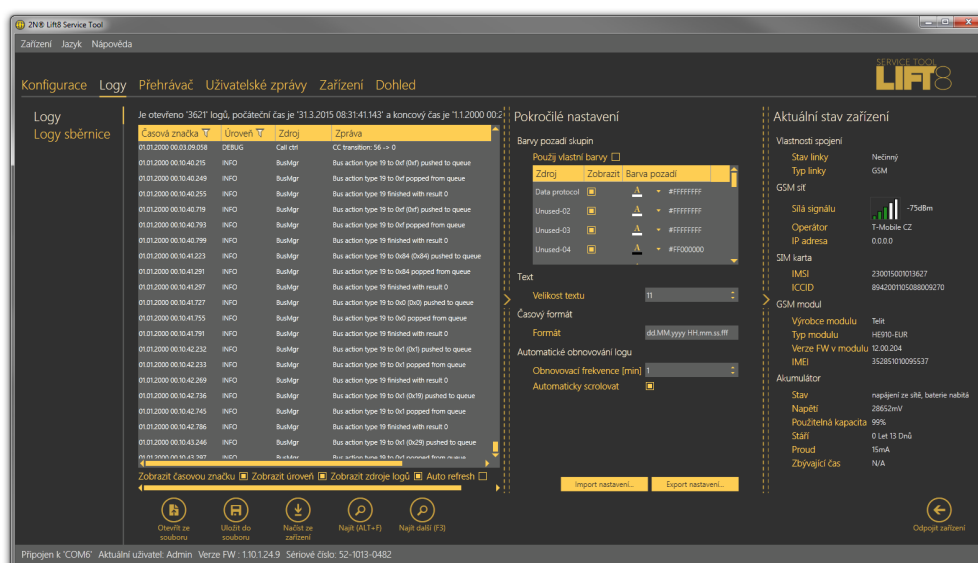 2N® Lift8 Service Tool
Zařízení Jazyk Nápověda
Konfigurace Logy Přehrávač Uživatelské zprávy Zařízení Dohled
SERVICE TOOL
LIFT8
Logy
Logy sběrnice
Je otevřeno '3621' logů, počáteční čas je '31.3.2015 08:31:41.143' a koncový čas je '1.1.2000 00:2
Časová značka Úroveň Zdroj Zpráva
01.01.2000 00.03.09.058 DEBUG Call ctrl CC transition: 56 -> 0
01.01.2000 00.10.40.215 INFO BusMgr Bus action type 19 to 0xf (0xf) pushed to queue
01.01.2000 00.10.40.249 INFO BusMgr Bus action type 19 to 0xf popped from queue
01.01.2000 00.10.40.255 INFO BusMgr Bus action type 19 finished with result 0
01.01.2000 00.10.40.719 INFO BusMgr Bus action type 19 to 0xf (0xf) pushed to queue
01.01.2000 00.10.40.793 INFO BusMgr Bus action type 19 to 0xf popped from queue
01.01.2000 00.10.40.799 INFO BusMgr Bus action type 19 finished with result 0
01.01.2000 00.10.41.223 INFO BusMgr Bus action type 19 to 0x84 (0x84) pushed to queue
01.01.2000 00.10.41.291 INFO BusMgr Bus action type 19 to 0x84 popped from queue
01.01.2000 00.10.41.297 INFO BusMgr Bus action type 19 finished with result 0
01.01.2000 00.10.41.727 INFO BusMgr Bus action type 19 to 0x0 (0x0) pushed to queue
01.01.2000 00.10.41.755 INFO BusMgr Bus action type 19 to 0x0 popped from queue
01.01.2000 00.10.41.791 INFO BusMgr Bus action type 19 finished with result 0
01.01.2000 00.10.42.232 INFO BusMgr Bus action type 19 to 0x1 (0x1) pushed to queue
01.01.2000 00.10.42.233 INFO BusMgr Bus action type 19 to 0x1 popped from queue
01.01.2000 00.10.42.269 INFO BusMgr Bus action type 19 finished with result 0
01.01.2000 00.10.42.736 INFO BusMgr Bus action type 19 to 0x1 (0x19) pushed to queue
01.01.2000 00.10.42.745 INFO BusMgr Bus action type 19 to 0x1 popped from queue
01.01.2000 00.10.42.786 INFO BusMgr Bus action type 19 finished with result 0
01.01.2000 00.10.43.246 INFO BusMgr Bus action type 19 to 0x1 (0x29) pushed to queue
01.01.2000 00.10.43.297 INFO BusMgr Bus action type 19 to 0x1 popped from queue
Zobrazit časovou značku Zobrazit úroveň Zobrazit zdroje logů Auto refresh
Otevřít ze souboru
Uložit do souboru
Načíst ze zařízení
Najít (ALT+F)
Najít další (F3)
Pokročilé nastavení
Barvy pozadí skupin
Použij vlastní barvy
Zdroj Zobrazit Barva pozadí
Data protocol A #FFFFFFFF
Unused-02 A #FFFFFFFF
Unused-03 A #FFFFFFFF
Unused-04 A #FF000000
Text
Velikost textu 11
Časový formát
Formát dd.MM.yyyy HH.mm.ss.fff
Automatické obnovování logu
Obnovovací frekvence [min] 1
Automaticky scrolovat
Import nastavení... Export nastavení...
Aktuální stav zařízení
Vlastnosti spojení
Stav linky Nečinný
Typ linky GSM
GSM síť
Síla signálu -75dBm
Operátor T-Mobile CZ
IP adresa 0.0.0.0
SIM karta
IMSI 230015001013627
ICCID 8942001105088009270
GSM modul
Výrobce modulu Telit
Typ modulu HE910-EUR
Verze FW v modulu 12.00.204
IMEI 352851010095537
Akumulátor
Stav napájení ze sítě, baterie nabitá
Napětí 28652mV
Použitelná kapacita 99%
Stáří 0 Let 13 Dnů
Proud 15mA
Zbývající čas N/A
Odpojit zařízení
Připojen k 'COM6' Aktuální uživatel: Admin Verze FW : 1.10.1.24.9 Sériové číslo: 52-1013-0482